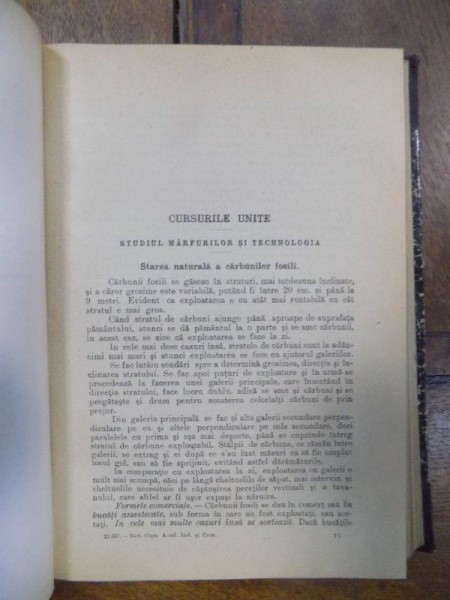 CURSURILE UNITE
STUDIUL MĂRFURILOR ȘI TECHNOLOGIA
Starea naturală a cărbunilor fosili.
Cărbunii fosili se găsesc în straturi, mai totdeauna înclinate,
și a căror grosime este variabilă, putând fi între 20 cm. și până la
9 metri. Evident ca exploatarea e cu atât mai rentabilă cu cât
stratul e mai gros.
Când stratul de cărbuni ajunge până aproape de suprafața
pământului, atunci se dă pământul la o parte și se scot cărbunii,
în acest caz, se zice că exploatarea se face la zi.
In cele mai dese cazuri însă, stratele de cărbuni sunt la adân-
cimi mai mari și atunci exploatarea se face cu ajutorul galeriilor.
Se fac întâiu sondări spre a determina grosimea, direcția și în-
clinarea stratului. Se fac apoi puțuri de exploatare și în urmă se
procedează la facerea unei galerii principale, care înaintând în
direcția stratului, face lucru dublu, adică se scot și cărbuni și se
pregătește și drum pentru scoaterea celorlalți cărbuni de prin
prejur.
Din galeria principală se fac și alte galerii secundare perpen-
diculare pe ea și altele perpendiculare pe cele secundare, deci
paralele cu prima și așa mai departe, până se cuprinde întreg
stratul de cărbune exploatabil. Stâlpii de cărbune, ce rămân între
galerii, se extrag și ei după ce s'au luat măsuri ca să fie umplut
locul gol, sau să fie sprijinit, evitând astfel dărâmăturile.
In comparație cu exploatarea la zi, exploatarea cu galerii e
mult mai scumpă, căci pe lângă cheltuelile de săpat, mai intervin și
cheltuelile necesitate de căptușirea pereților verticali și a tava-
nului, care altfel ar fi ușor expuși la năruire.
Formele comerciale. — Cărbunii fosili se dau în comerț sau în
bucăți amestecate, sub forma în care au fost exploatați, sau sor-
tați. In cele mai multe cazuri însă se sortează. Dacă bucățile
Acad. Ind. și Com.
71